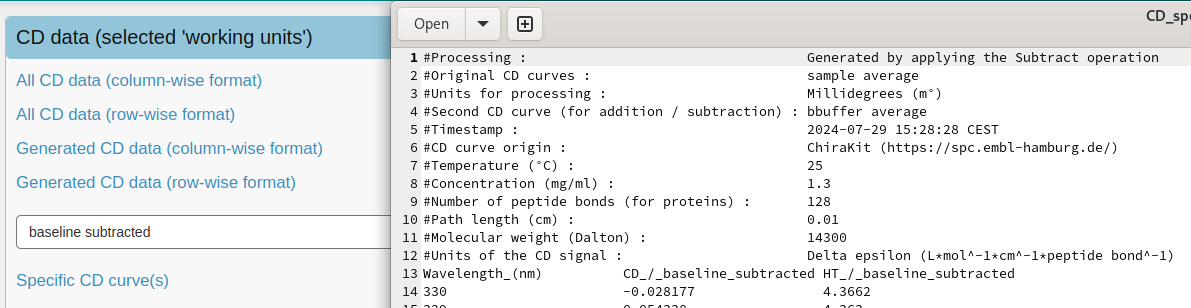 CD data (selected 'working units')
All CD data (column-wise format)
All CD data (row-wise format)
Generated CD data (column-wise format)
Generated CD data (row-wise format)
baseline subtracted
Specific CD curve(s)
Open
CD_sp
1 #Processing : Generated by applying the Subtract operation
2 #Original CD curves : sample average
3 #Units for processing : Millidegrees (m°)
4 #Second CD curve (for addition / subtraction) : bbuffer average
5 #Timestamp : 2024-07-29 15:28:28 CEST
6 #CD curve origin : ChiraKit (https://spc.embl-hamburg.de/)
7 #Temperature (°C) : 25
8 #Concentration (mg/ml) : 1.3
9 #Number of peptide bonds (for proteins) : 128
10 #Path length (cm) : 0.01
11 #Molecular weight (Dalton) : 14300
12 #Units of the CD signal : Delta epsilon (L*mol^-1*cm^-1*peptide bond^-1)
13 Wavelength_(nm) CD_/_baseline_subtracted HT_/_baseline_subtracted
14 330 -0.028177 4.3662